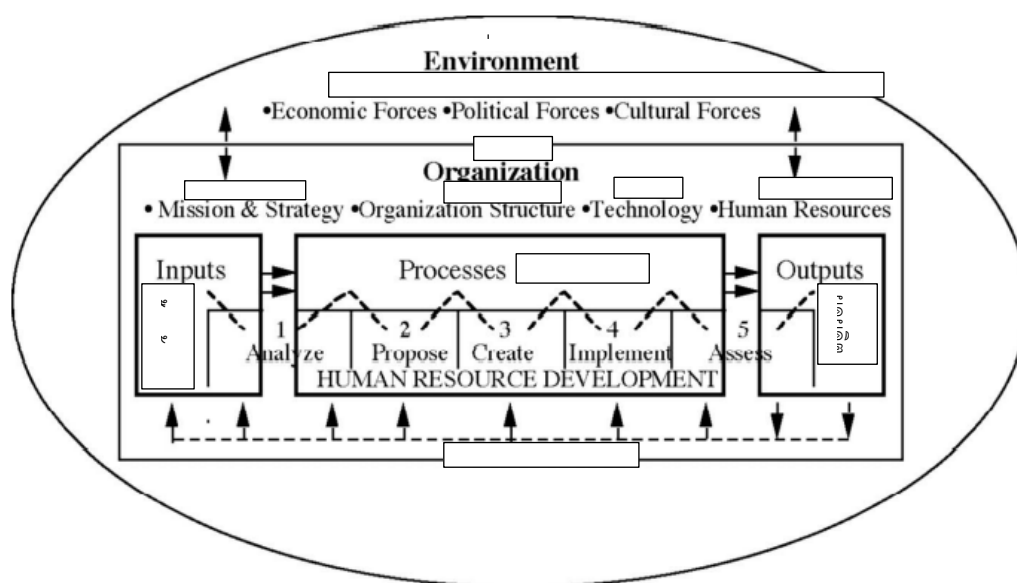 Environment
•Economic Forces •Political Forces •Cultural Forces
Organization
• Mission & Strategy •Organization Structure •Technology •Human Resources
Inputs
Processes
Outputs
1 2 3 4 5
Analyze Propose Create Implement Assess
HUMAN RESOURCE DEVELOPMENT